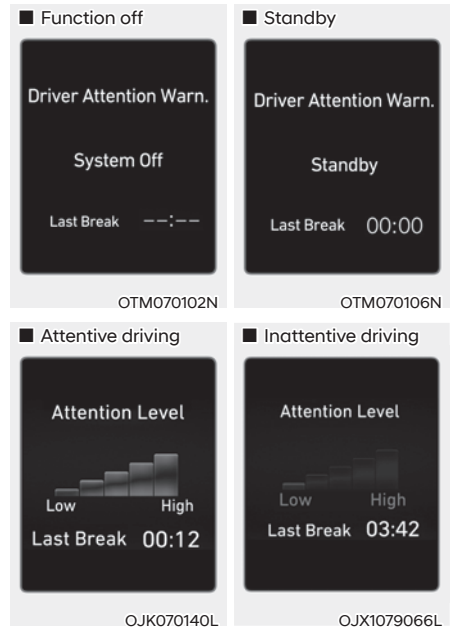 ■ Function off
Driver Attention Warn.
System Off
Last Break --:--
OTM070102N
■ Standby
Driver Attention Warn.
Standby
Last Break 00:00
OTM070106N
■ Attentive driving
Attention Level
Low High
Last Break 00:12
OJK070140L
■ Inattentive driving
Attention Level
Low High
Last Break 03:42
OJX1079066L